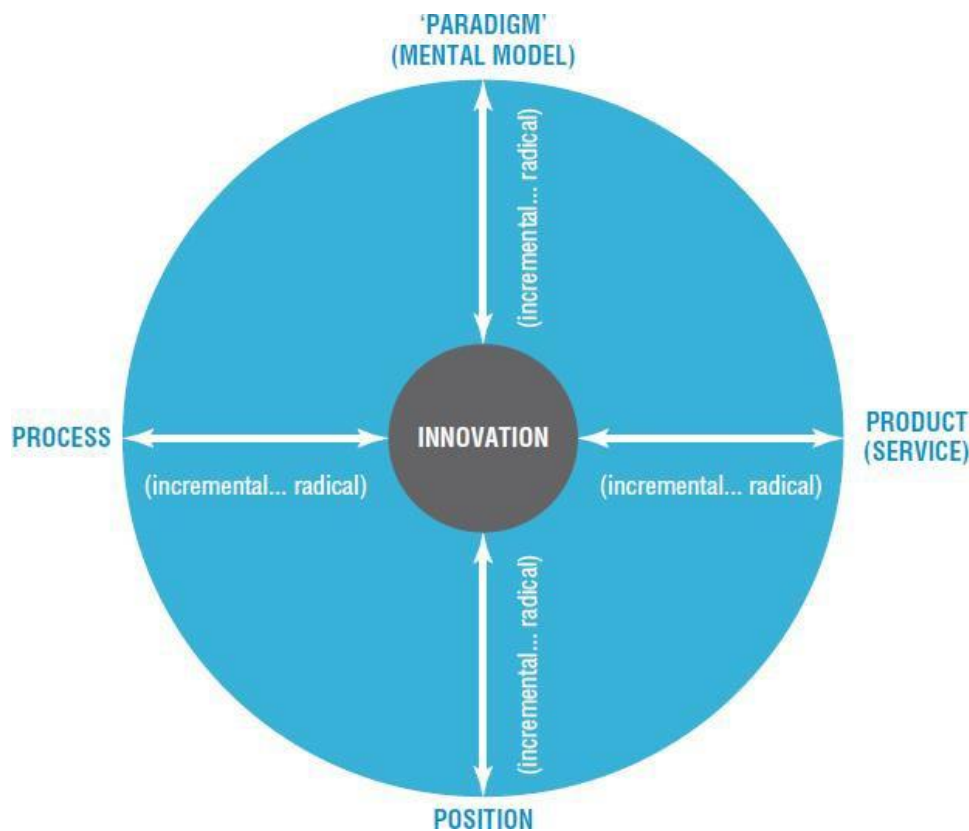 ‘PARADIGM’
(MENTAL MODEL)
(incremental... radical)
PROCESS
INNOVATION
PRODUCT
(SERVICE)
(incremental... radical)
(incremental... radical)
(incremental... radical)
POSITION